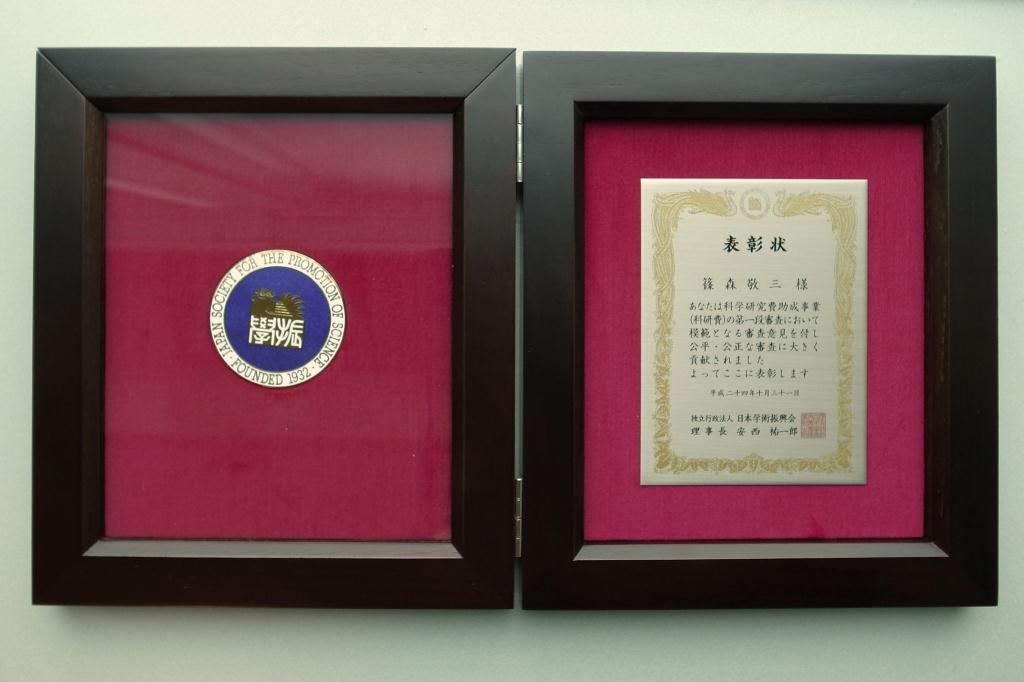 JAPAN SOCIETY FOR THE PROMOTION OF SCIENCE
· FOUNDED 1932 ·
學振
表彰状
篠森敬三様
あなたは科学研究費助成事業
(科研費)の第一段審査において
模範となる審査意見を付し
公平・公正な審査に大きく
貢献されました
よってここに表彰します
平成二十四年十月三十一日
独立行政法人 日本学術振興会
理事長 安西 祐一郎